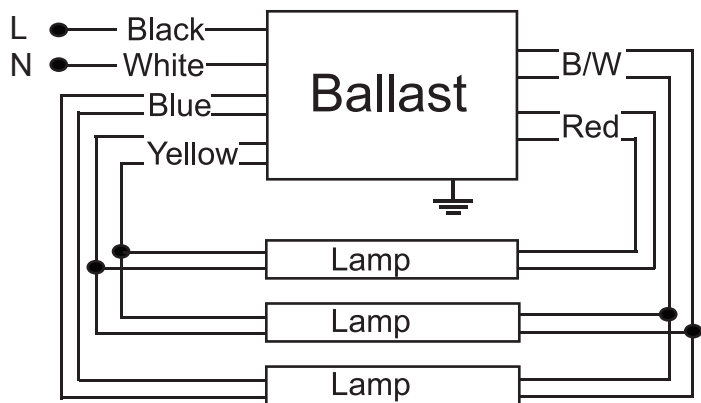 L Black
N White
B/W
Blue
Ballast
Red
Yellow
Lamp
Lamp
Lamp